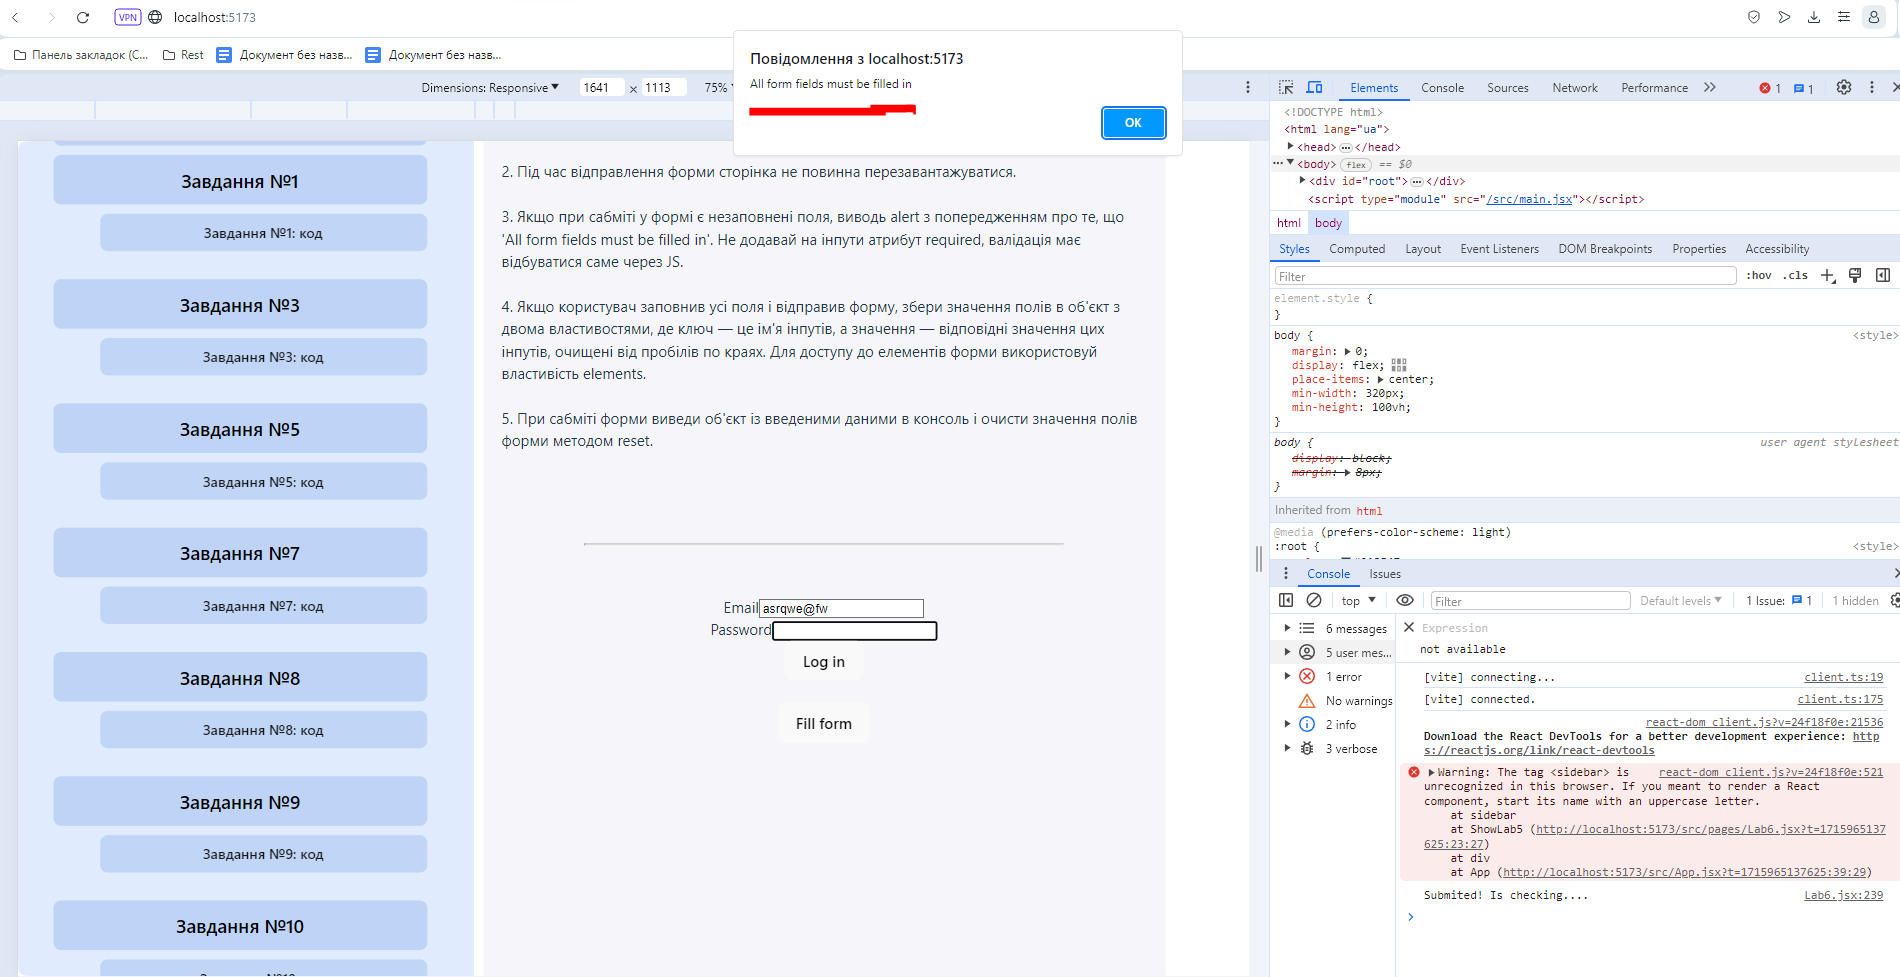 VPN localhost:5173
Панель закладок (С... Rest Документ без назв... Документ без назв...
Повідомлення з localhost:5173
All form fields must be filled in
OK
Dimensions: Responsive 1641 × 1113 75%
Завдання №1
Завдання №1: код
Завдання №3
Завдання №3: код
Завдання №5
Завдання №5: код
Завдання №7
Завдання №7: код
Завдання №8
Завдання №8: код
Завдання №9
Завдання №9: код
Завдання №10
2. Під час відправлення форми сторінка не повинна перезавантажуватися.
3. Якщо при сабміті у формі є незаповнені поля, виводь alert з попередженням про те, що
'All form fields must be filled in'. Не додавай на інпути атрибут required, валідація має
відбуватися саме через JS.
4. Якщо користувач заповнив усі поля і відправив форму, збери значення полів в об'єкт з
двома властивостями, де ключ — це ім'я інпутів, а значення — відповідні значення цих
інпутів, очищені від пробілів по краях. Для доступу до елементів форми використовуй
властивість elements.
5. При сабміті форми виведи об'єкт із введеними даними в консоль і очисти значення полів
форми методом reset.
Email asrqwe@fw
Password
Log in
Fill form
Elements Console Sources Network Performance 1 1
<!DOCTYPE html>
<html lang="ua">
<head> ... </head>
... <body> flex == $0
<div id="root"> ... </div>
<script type="module" src="/src/main.jsx"></script>
html body
Styles Computed Layout Event Listeners DOM Breakpoints Properties Accessibility
Filter :hov .cls
element.style {
}
body { <style>
margin: 0;
display: flex;
place-items: center;
min-width: 320px;
min-height: 100vh;
}
body { user agent stylesheet
display: block;
margin: 8px;
}
Inherited from html
@media (prefers-color-scheme: light)
:root { <style>
Console Issues
top Filter Default levels 1 Issue: 1 1 hidden
6 messages
5 user mes...
1 error
No warnings
2 info
3 verbose
Expression
not available
[vite] connecting... client.ts:19
[vite] connected. client.ts:175
react-dom_client.js?v=24f18f0e:21536
Download the React DevTools for a better development experience: http
s://reactjs.org/link/react-devtools
Warning: The tag <sidebar> is react-dom_client.js?v=24f18f0e:521
unrecognized in this browser. If you meant to render a React
component, start its name with an uppercase letter.
at sidebar
at ShowLab5 (http://localhost:5173/src/pages/Lab6.jsx?t=1715965137
625:23:27)
at div
at App (http://localhost:5173/src/App.jsx?t=1715965137625:39:29)
Submited! Is checking.... Lab6.jsx:239